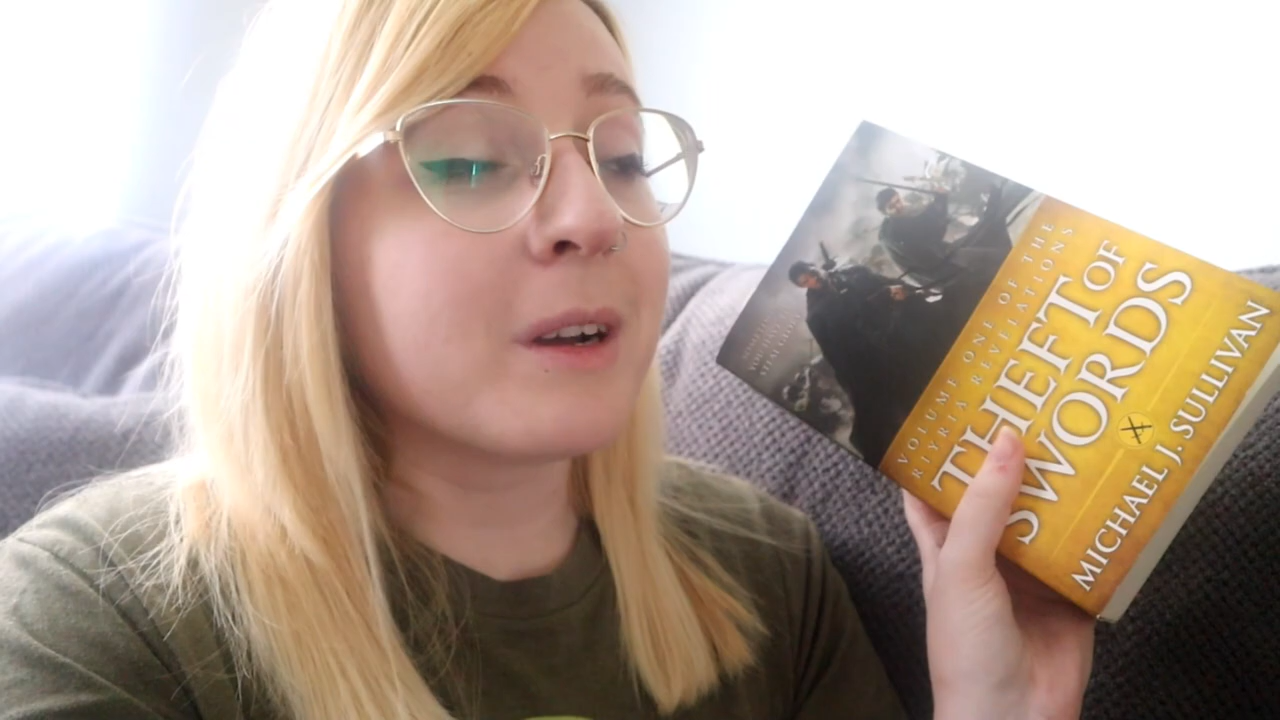 VOLUME ONE OF THE
RIYRIA REVELATIONS
THEFT OF
SWORDS
MICHAEL J. SULLIVAN